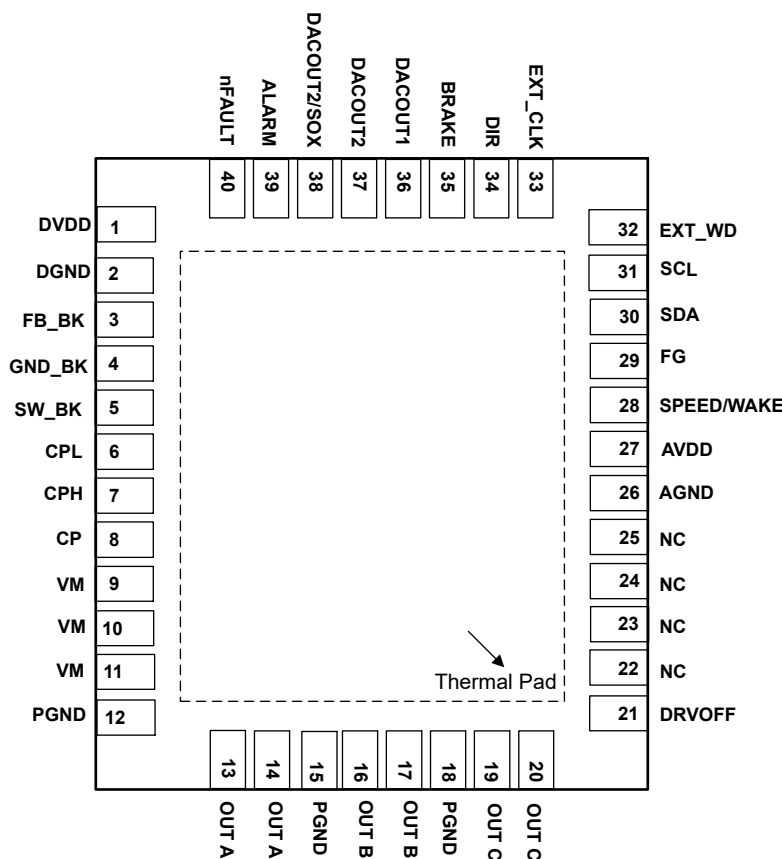 nFAULT
ALARM
DACOUT2/SOX
DACOUT2
DACOUT1
BRAKE
DIR
EXT_CLK
40
39
38
37
36
35
34
33
DVDD 1
DGND 2
FB_BK 3
GND_BK 4
SW_BK 5
CPL 6
CPH 7
CP 8
VM 9
VM 10
VM 11
PGND 12
32 EXT_WD
31 SCL
30 SDA
29 FG
28 SPEED/WAKE
27 AVDD
26 AGND
25 NC
24 NC
23 NC
22 NC
21 DRVOFF
Thermal Pad
13
14
15
16
17
18
19
20
OUT A
OUT A
PGND
OUT B
OUT B
PGND
OUT C
OUT C